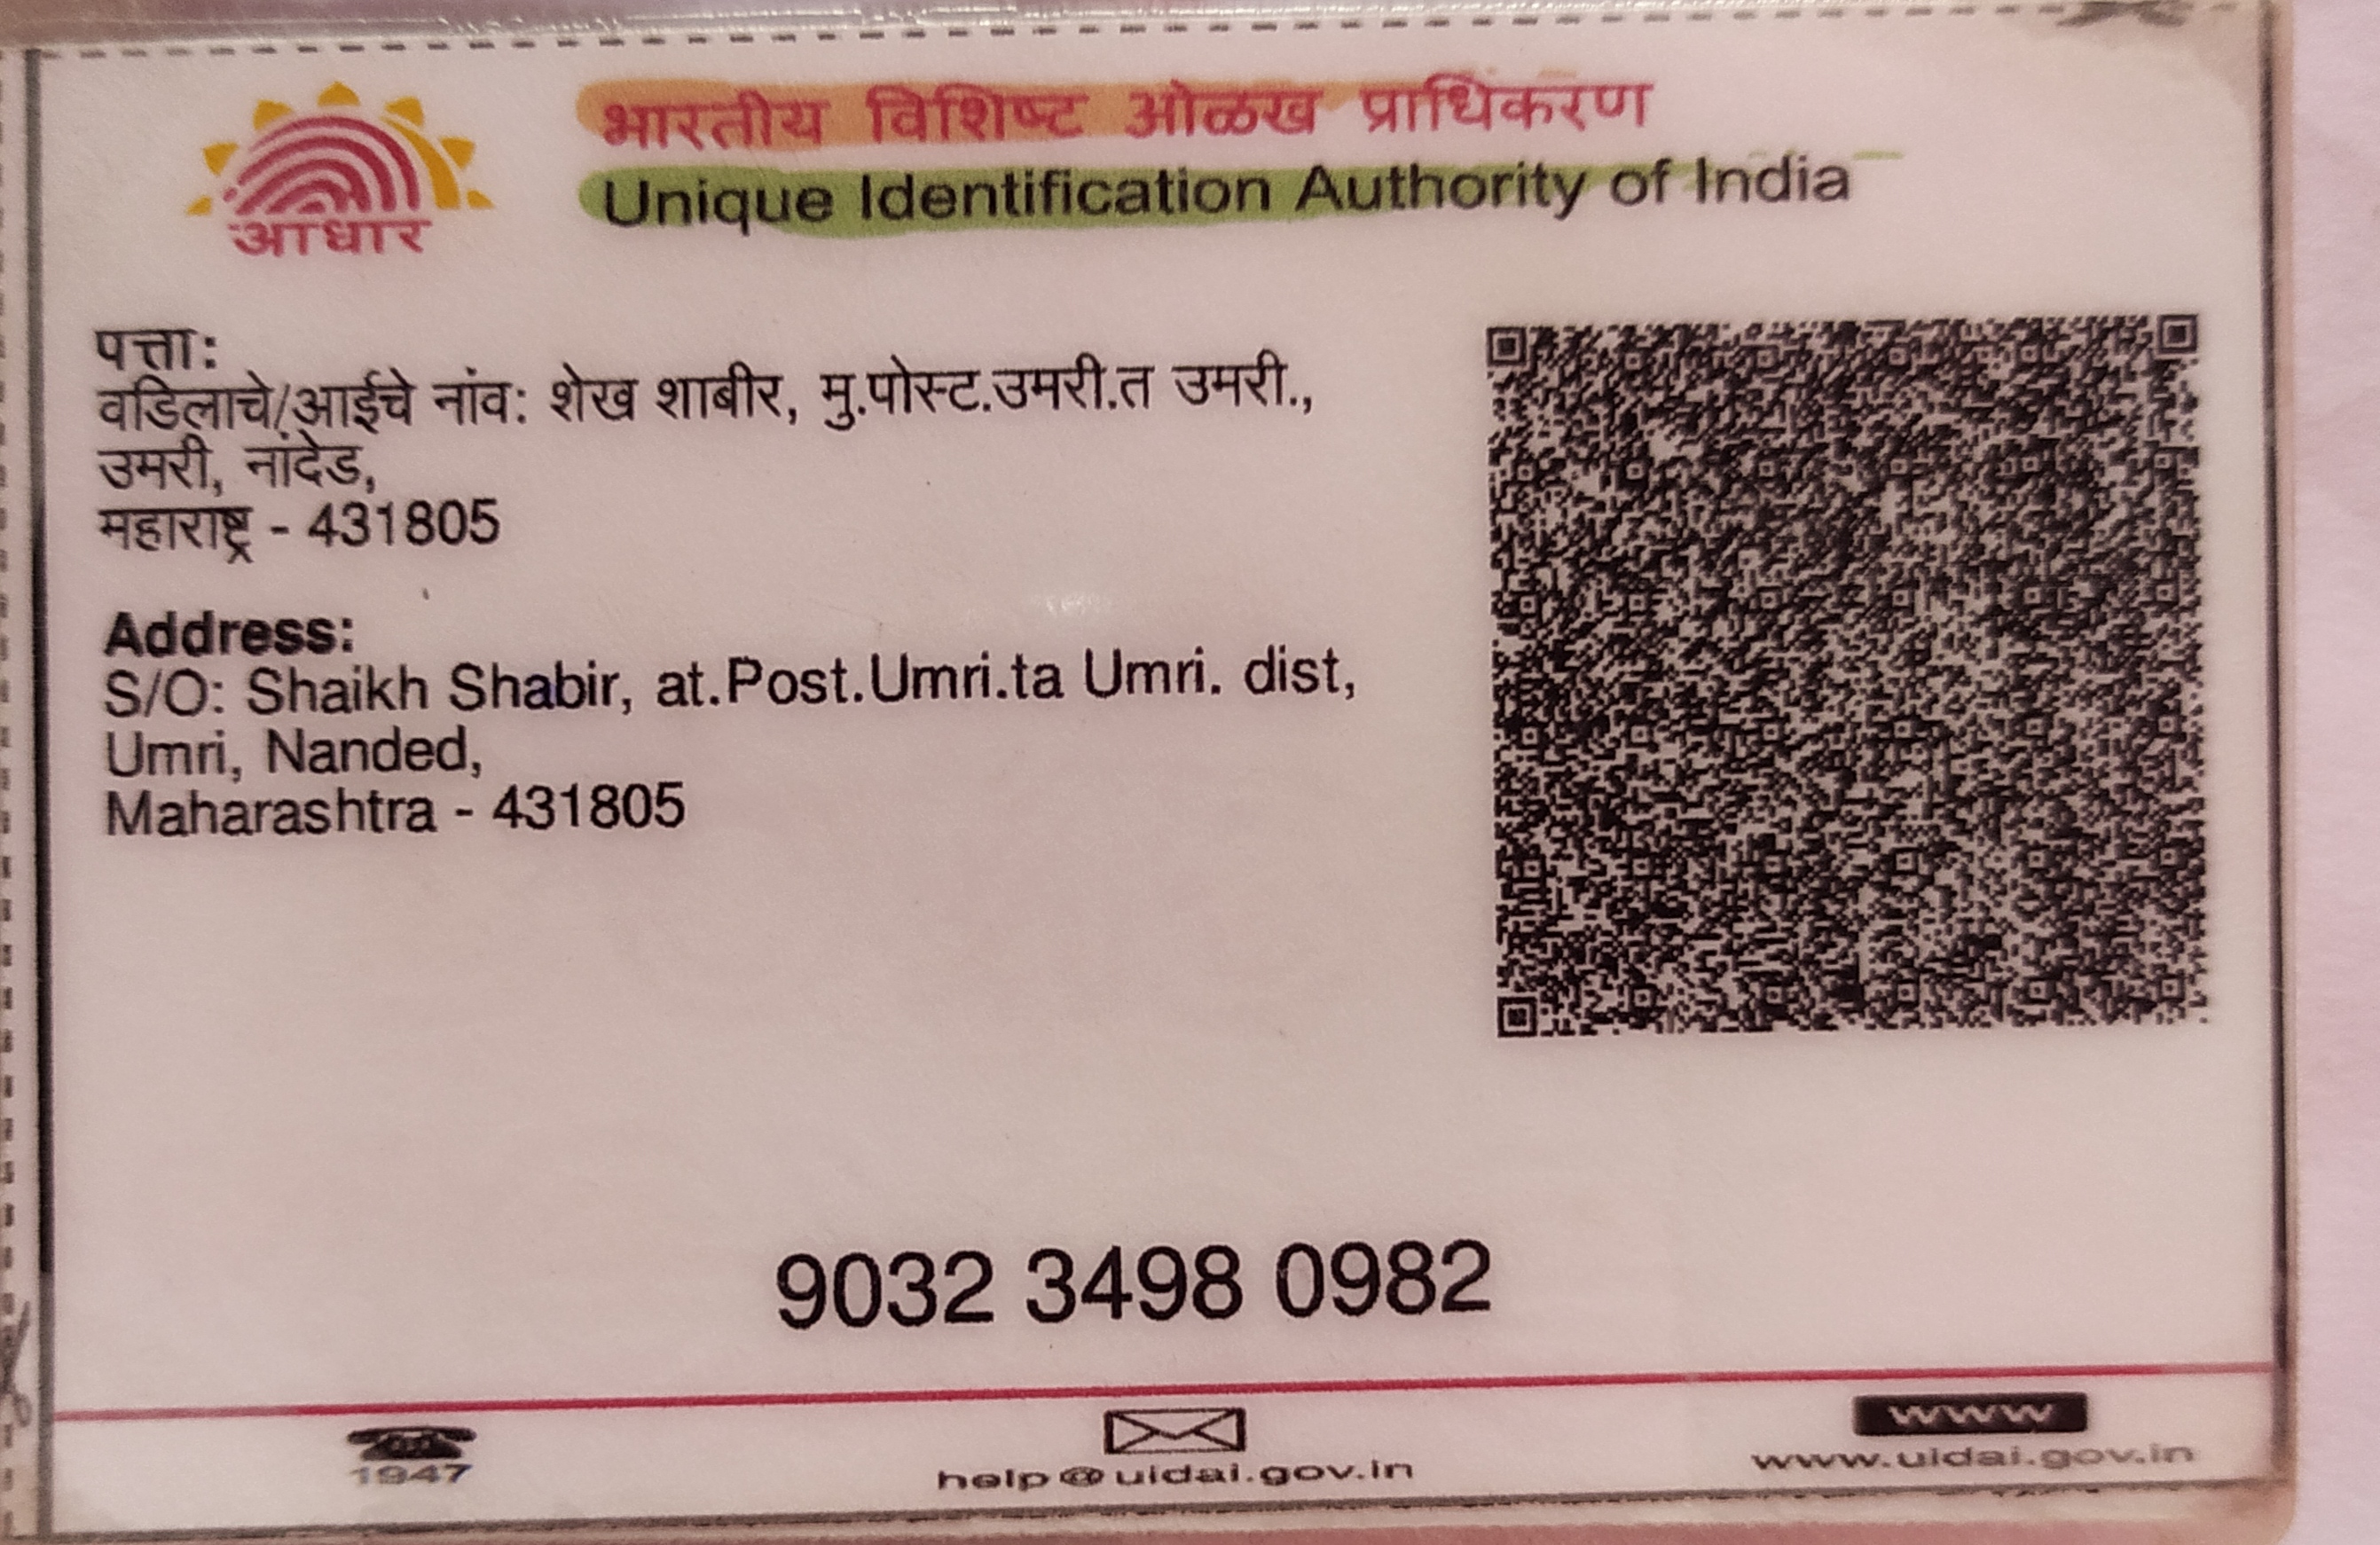 भारतीय विशिष्ट ओळख प्राधिकरण
Unique Identification Authority of India
आधार
पत्ता:
वडिलाचे/आईचे नांव: शेख शाबीर, मु.पोस्ट.उमरी.त उमरी.,
उमरी, नांदेड,
महाराष्ट्र - 431805
Address:
S/O: Shaikh Shabir, at.Post.Umri.ta Umri. dist,
Umri, Nanded,
Maharashtra - 431805
9032 3498 0982
1947
help@uidai.gov.in
www
www.uidai.gov.in